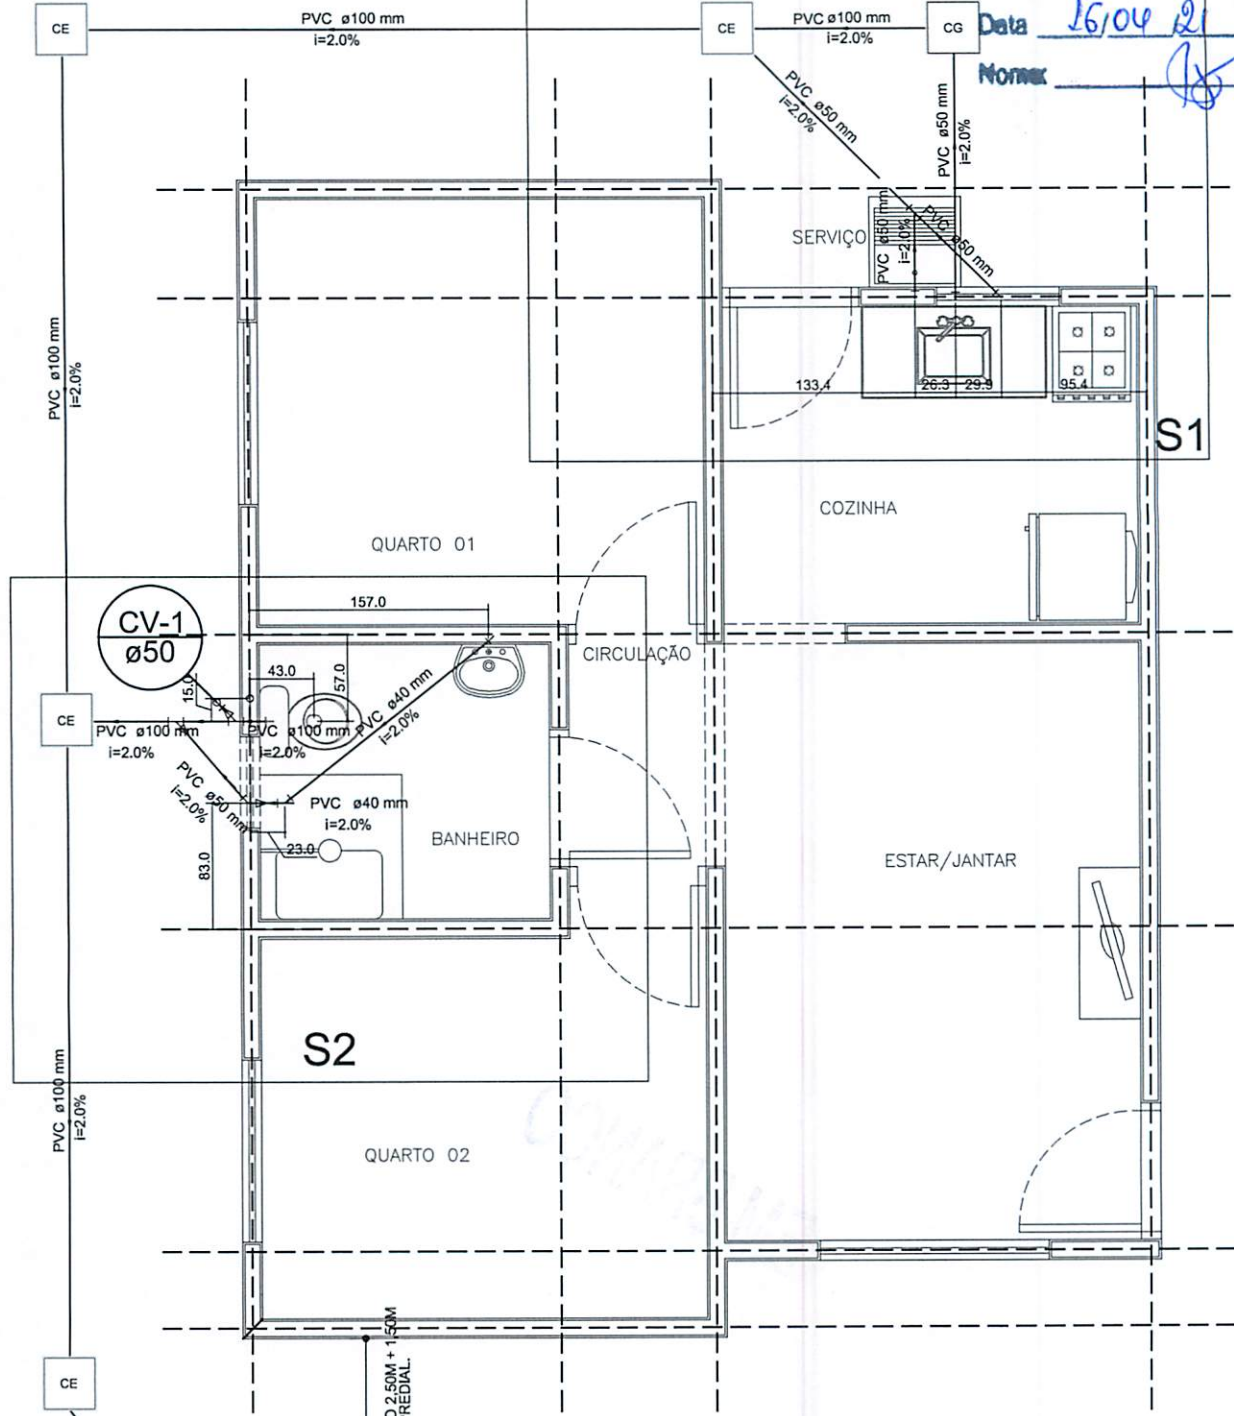 PVC ø100 mm
i=2.0%
PVC ø100 mm
i=2.0%
CE
CE
CG
Data 16/04/21
Nome:
PVC ø50 mm
i=2.0%
PVC ø50 mm
i=2.0%
SERVIÇO
PVC ø50 mm
i=2.0%
PVC ø50 mm
PVC ø100 mm
i=2.0%
133.4
26.3
29.9
95.4
S1
COZINHA
QUARTO 01
157.0
CV-1
ø50
CIRCULAÇÃO
43.0
57.0
15.0
PVC ø40 mm
i=2.0%
CE
PVC ø100 mm
i=2.0%
PVC ø100 mm
i=2.0%
PVC ø50 mm
i=2.0%
PVC ø40 mm
i=2.0%
BANHEIRO
23.0
83.0
ESTAR/JANTAR
S2
PVC ø100 mm
i=2.0%
QUARTO 02
2,50M + 1,50M
REDIAL.
CE